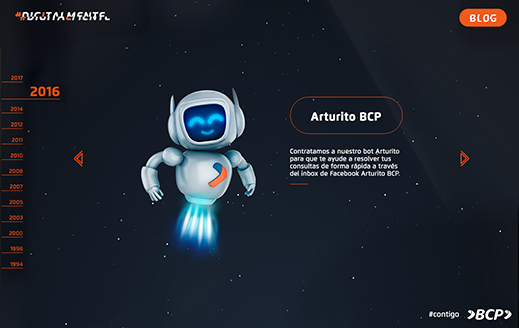 BLOG
2017
2016
2014
2012
2011
2010
2008
2007
2005
2003
2000
1998
1994
Arturito BCP
Contratamos a nuestro bot Arturito
para que te ayude a resolver tus
consultas de forma rápida a través
del inbox de Facebook Arturito BCP.
#contigo
BCP